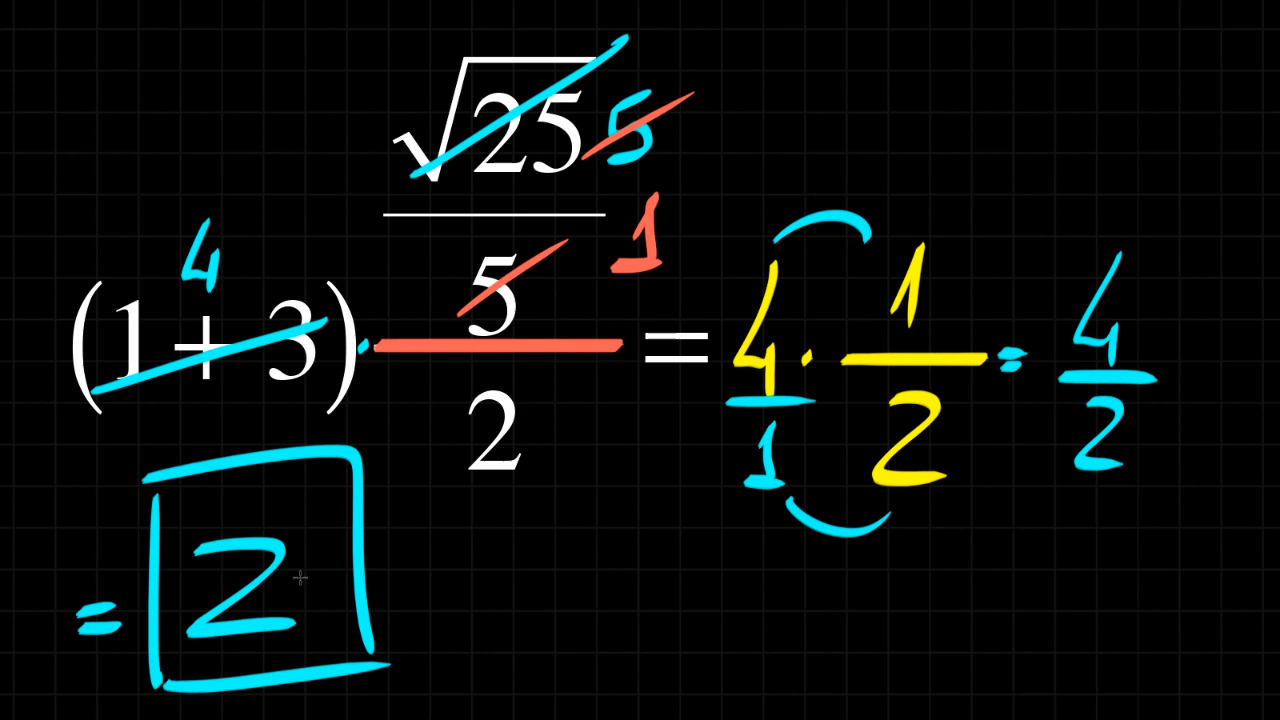 √25 5
4 1
5
(1 + 3) · = 4 · 1 = 4
1 2 2
2
= 2